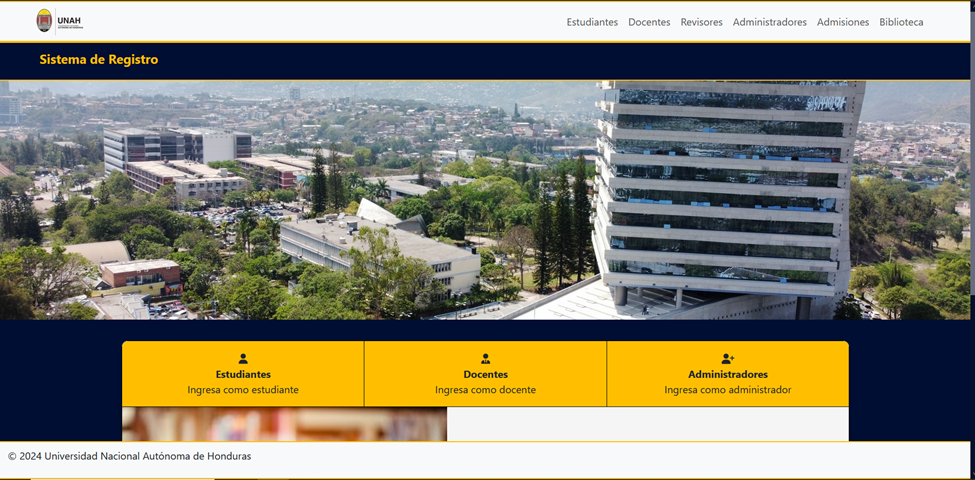 UNAH
Estudiantes Docentes Revisores Administradores Admisiones Biblioteca
Sistema de Registro
Estudiantes
Ingresa como estudiante
Docentes
Ingresa como docente
Administradores
Ingresa como administrador
© 2024 Universidad Nacional Autónoma de Honduras